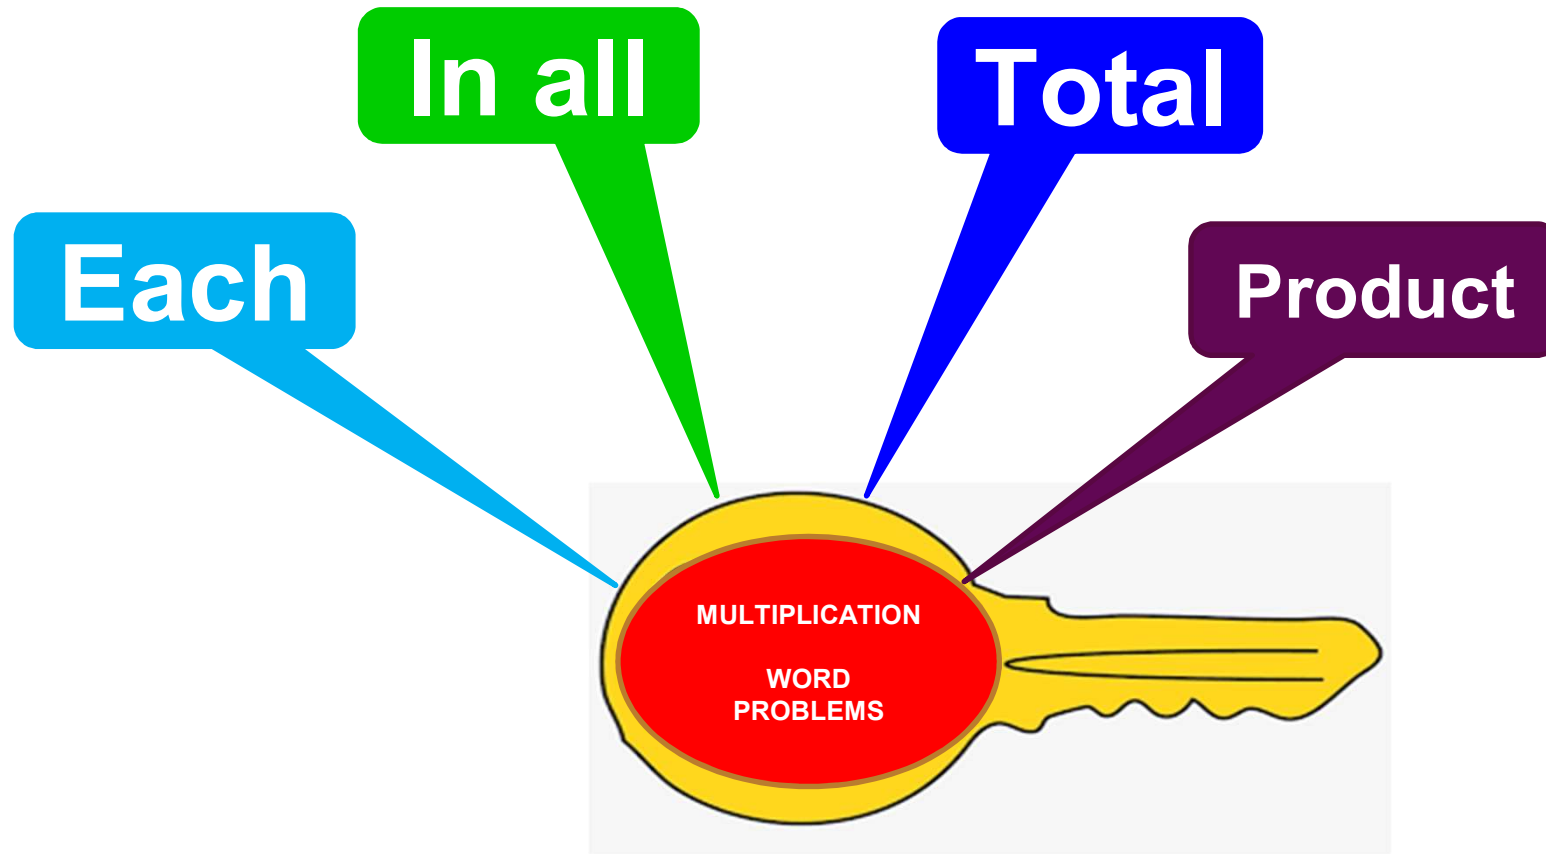 In all
Total
Each
Product
MULTIPLICATION
WORD
PROBLEMS